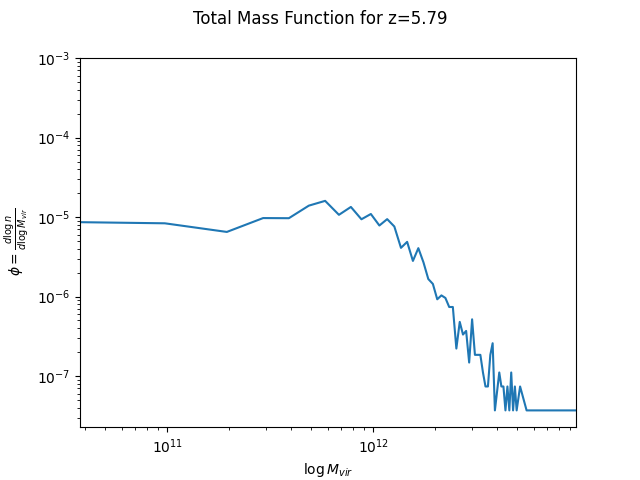 Total Mass Function for z=5.79
10⁻³
10⁻⁴
10⁻⁵
10⁻⁶
10⁻⁷
ϕ = d log n / d log M_vir
10¹¹ 10¹²
log M_vir